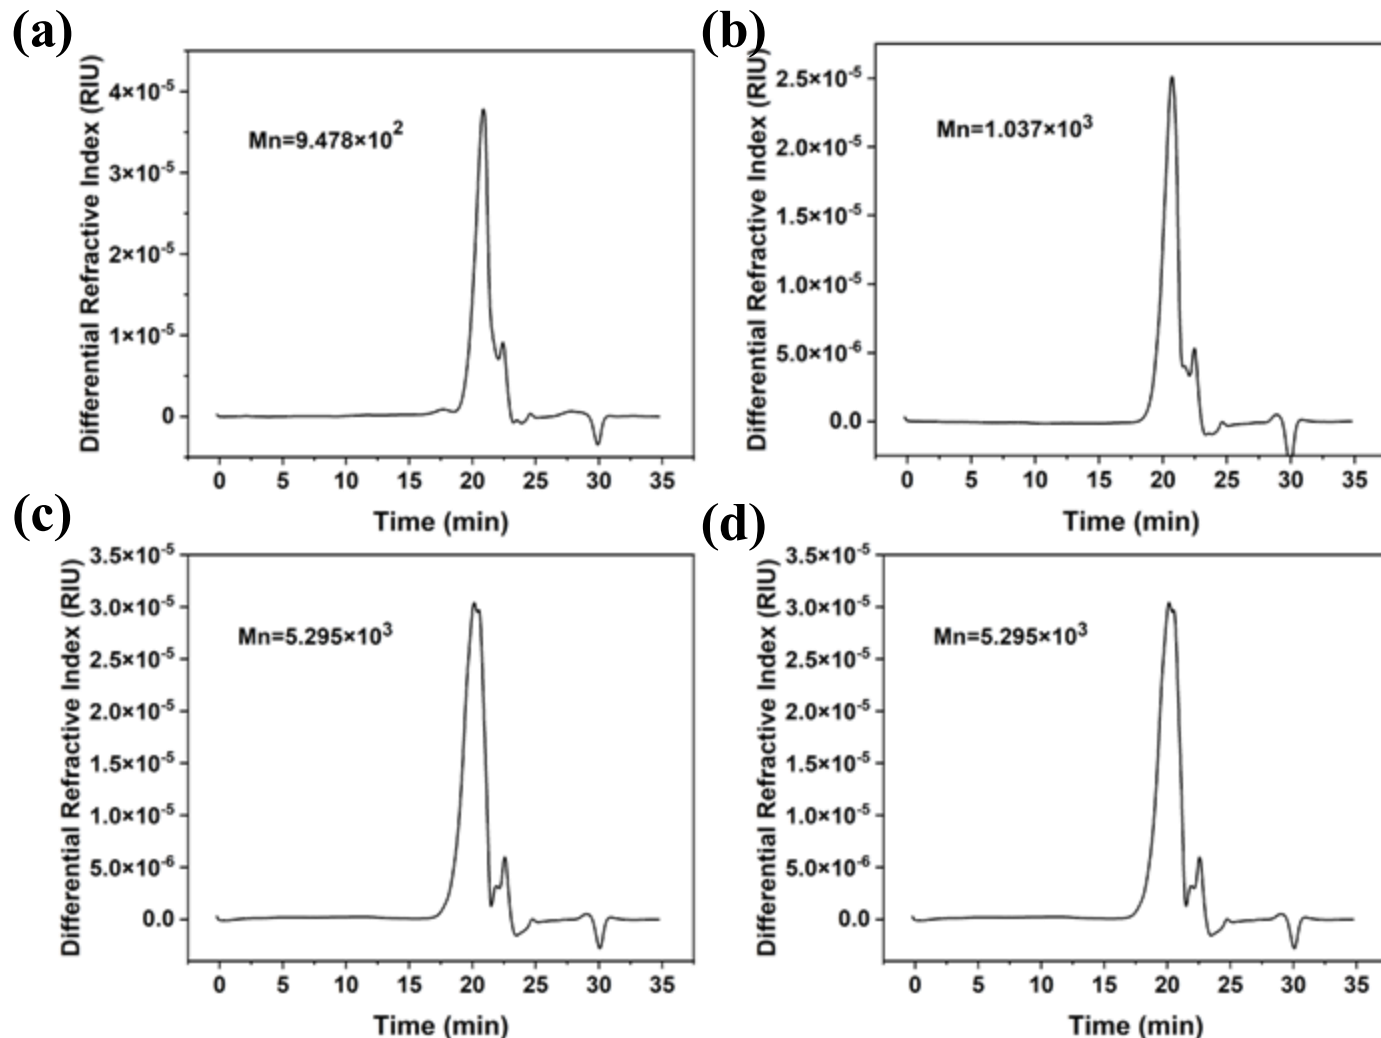 (a)
Differential Refractive Index (RIU)
4×10⁻⁵
3×10⁻⁵
2×10⁻⁵
1×10⁻⁵
0
Mn=9.478×10²
0 5 10 15 20 25 30 35
Time (min)
(b)
Differential Refractive Index (RIU)
2.5×10⁻⁵
2.0×10⁻⁵
1.5×10⁻⁵
1.0×10⁻⁵
5.0×10⁻⁶
0.0
Mn=1.037×10³
0 5 10 15 20 25 30 35
Time (min)
(c)
Differential Refractive Index (RIU)
3.5×10⁻⁵
3.0×10⁻⁵
2.5×10⁻⁵
2.0×10⁻⁵
1.5×10⁻⁵
1.0×10⁻⁵
5.0×10⁻⁶
0.0
Mn=5.295×10³
0 5 10 15 20 25 30 35
Time (min)
(d)
Differential Refractive Index (RIU)
3.5×10⁻⁵
3.0×10⁻⁵
2.5×10⁻⁵
2.0×10⁻⁵
1.5×10⁻⁵
1.0×10⁻⁵
5.0×10⁻⁶
0.0
Mn=5.295×10³
0 5 10 15 20 25 30 35
Time (min)